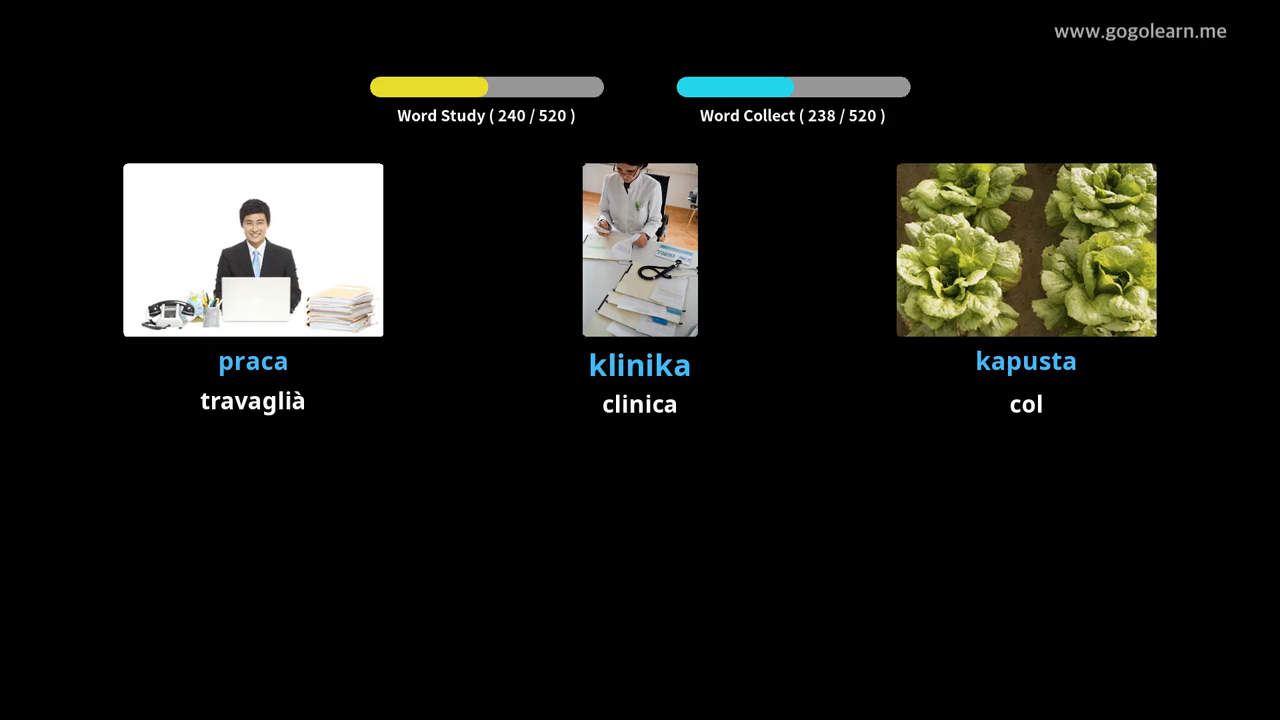 www.gogolearn.me
Word Study ( 240 / 520 )
Word Collect ( 238 / 520 )
praca
klinika
kapusta
travaglià
clinica
col